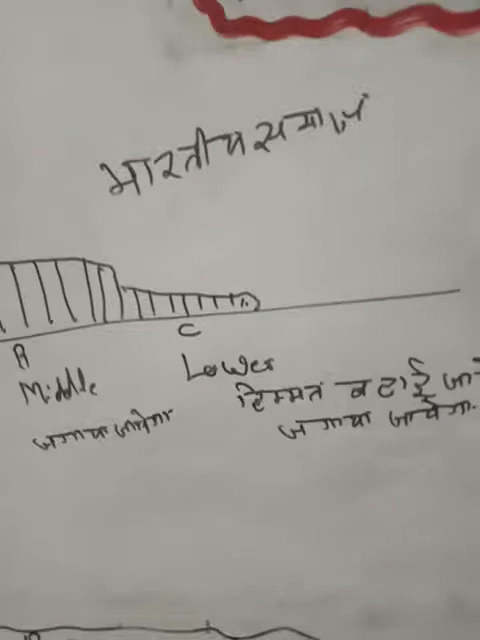 भारतीय समाज
B C
Middle Lower
जगाया जायेगा
हिम्मत बढाई जा
जगाया जायेगा.